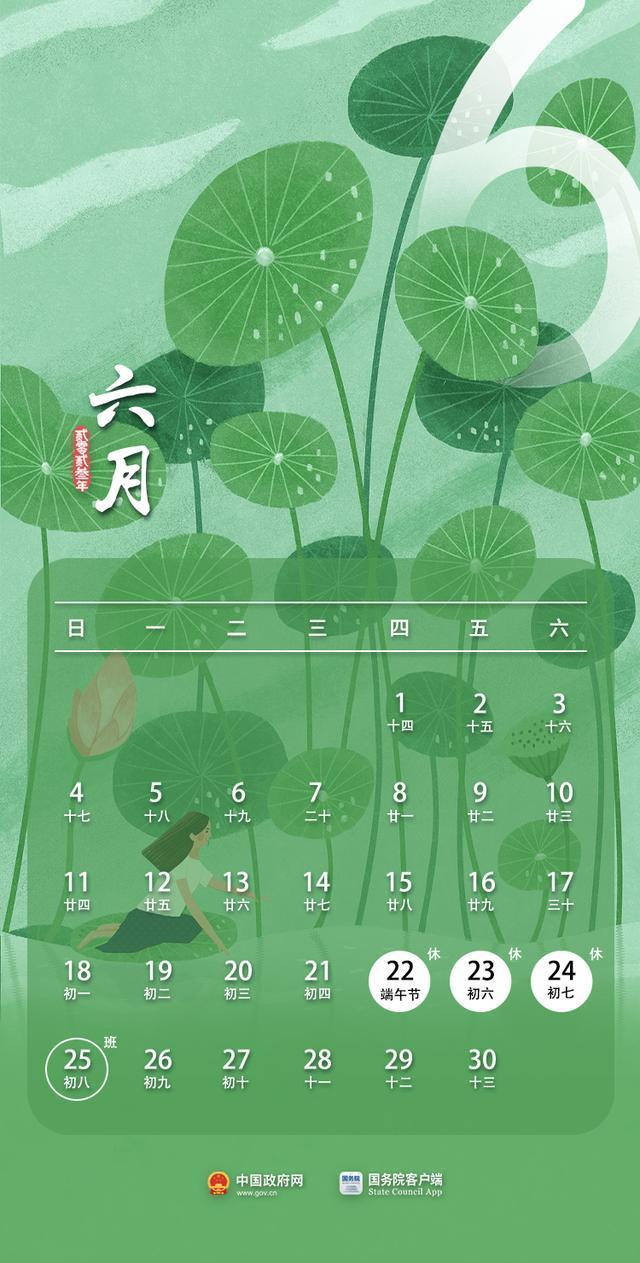 6
六月
贰零贰叁年
日 一 二 三 四 五 六
1 2 3
十四 十五 十六
4 5 6 7 8 9 10
十七 十八 十九 二十 廿一 廿二 廿三
11 12 13 14 15 16 17
廿四 廿五 廿六 廿七 廿八 廿九 三十
休 休 休
18 19 20 21 22 23 24
初一 初二 初三 初四 端午节 初六 初七
班
25 26 27 28 29 30
初八 初九 初十 十一 十二 十三
中国政府网 国务院 国务院客户端
www.gov.cn State Council App